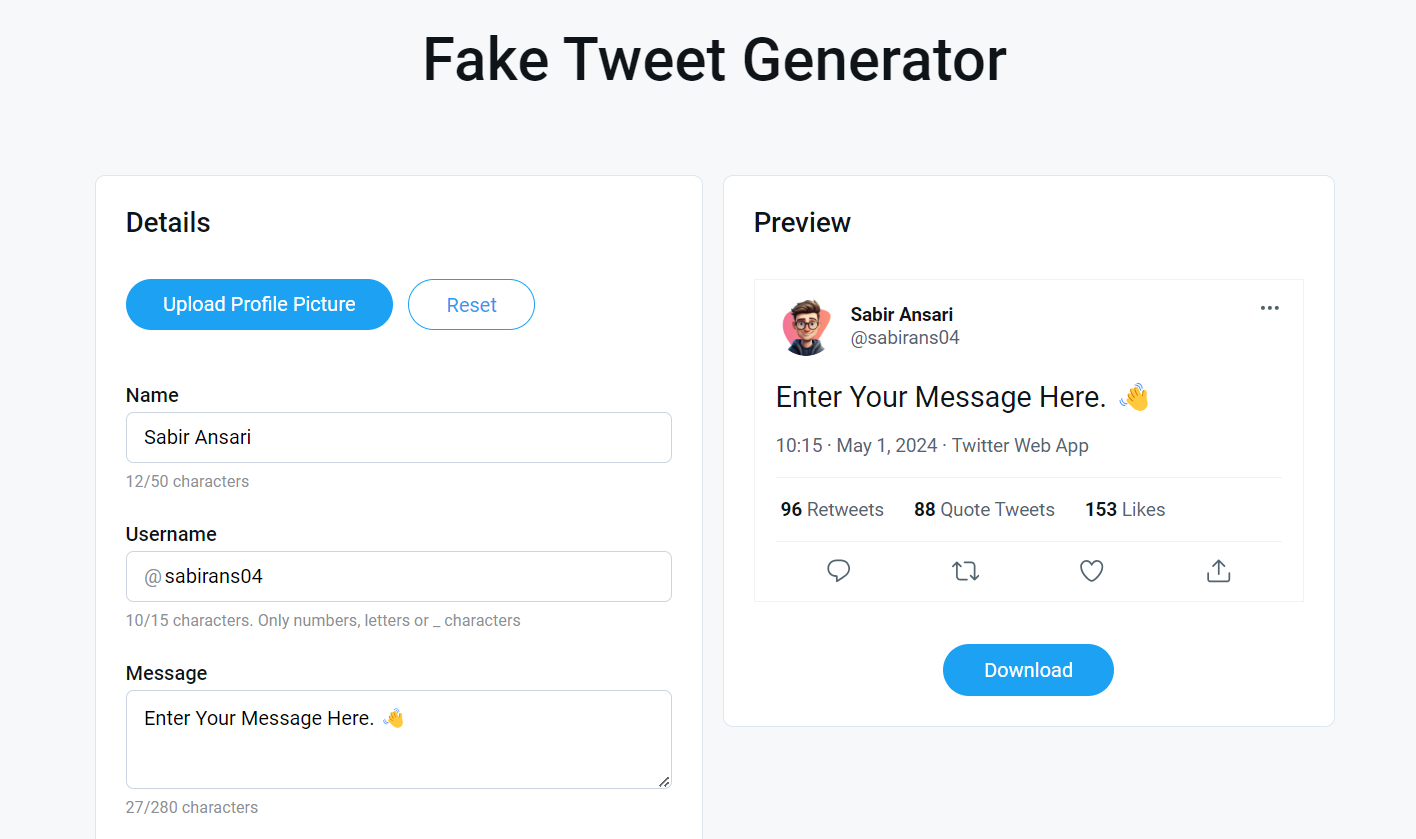 Fake Tweet Generator
Details
Upload Profile Picture
Reset
Name
Sabir Ansari
12/50 characters
Username
@sabirans04
10/15 characters. Only numbers, letters or _ characters
Message
Enter Your Message Here. 👋
27/280 characters
Preview
Sabir Ansari
@sabirans04
Enter Your Message Here. 👋
10:15 · May 1, 2024 · Twitter Web App
96 Retweets 88 Quote Tweets 153 Likes
Download